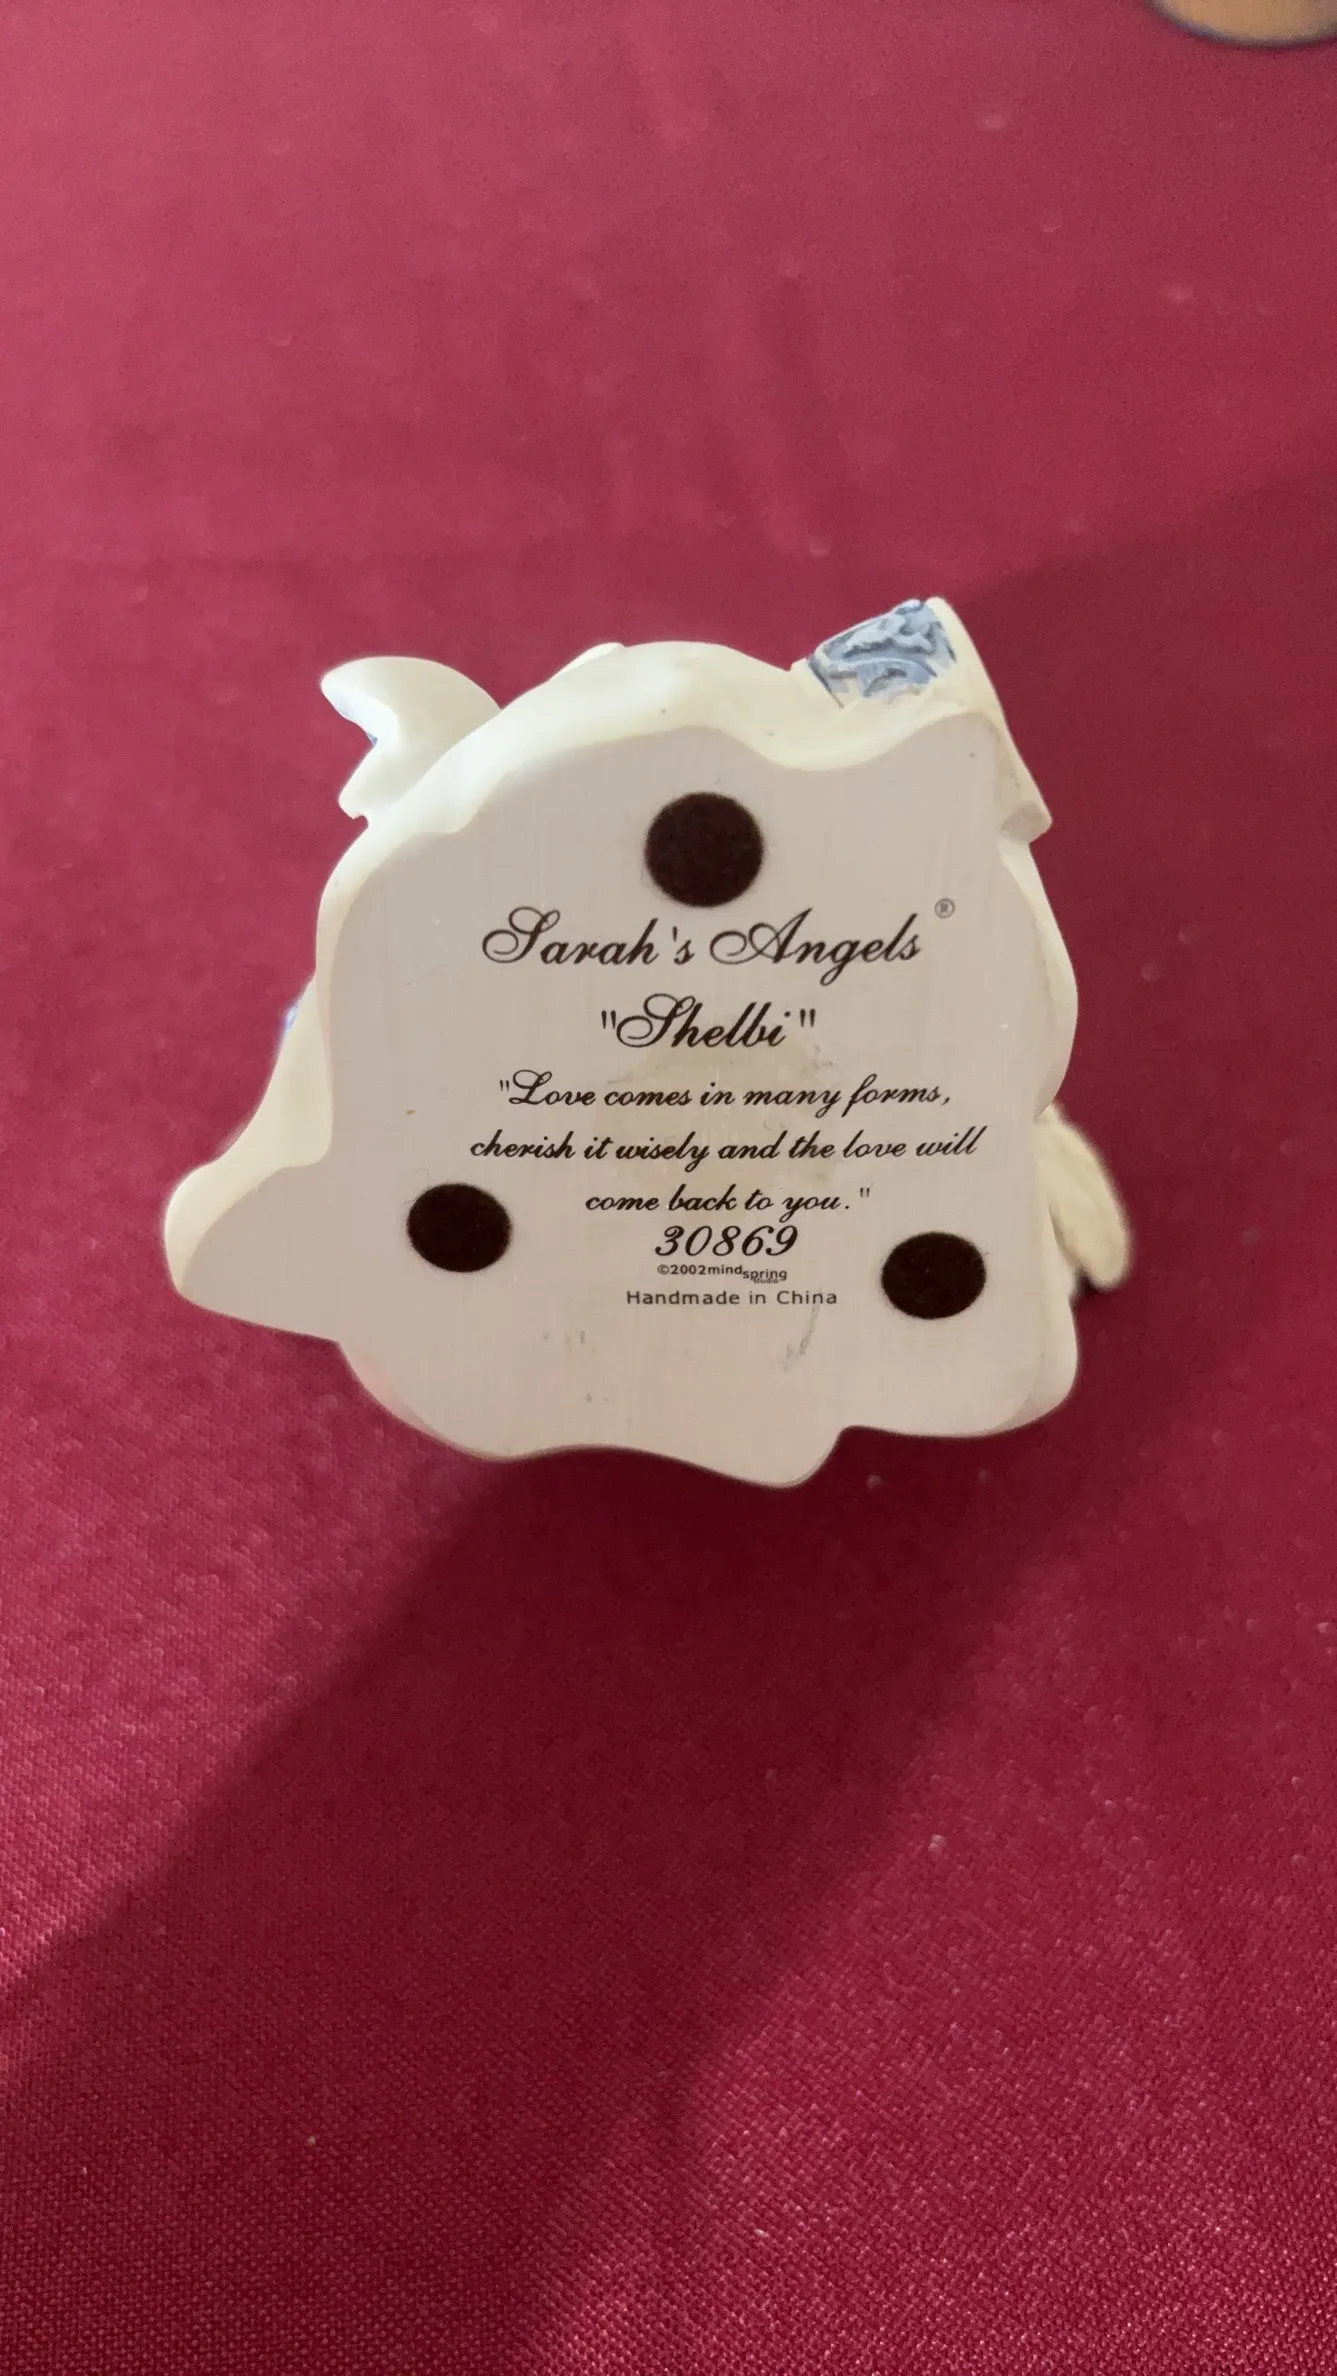 Sarah's Angels®
"Shelbi"
"Love comes in many forms,
cherish it wisely and the love will
come back to you."
30869
©2002mindspring
studio
Handmade in China